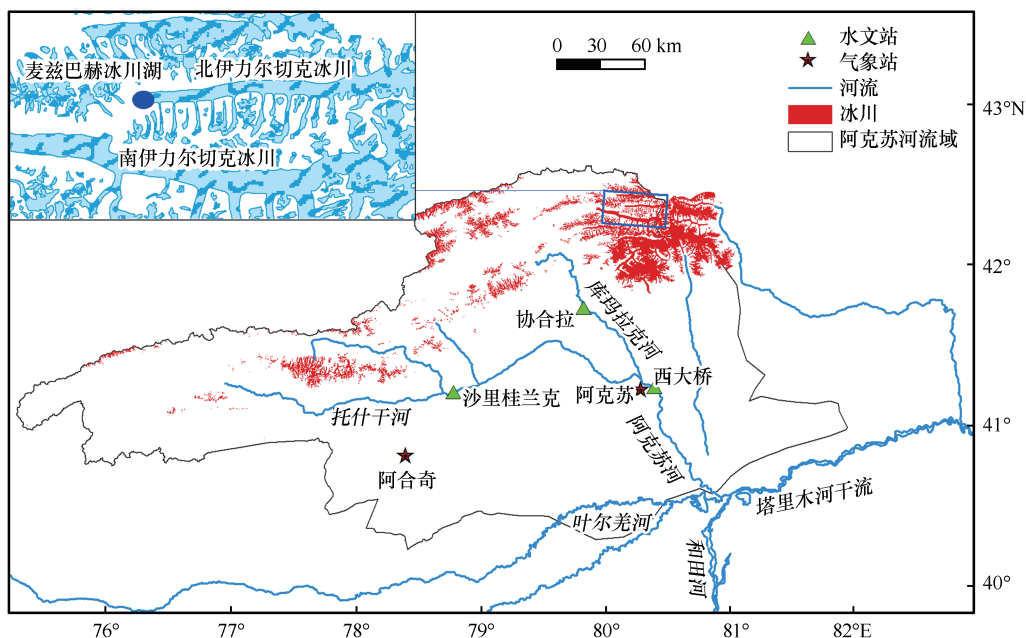 麦兹巴赫冰川湖
北伊力尔切克冰川
南伊力尔切克冰川
0 30 60 km
水文站
气象站
河流
冰川
阿克苏河流域
43°N
42°
41°
40°
协合拉
库玛拉克河
西大桥
阿克苏
沙里桂兰克
托什干河
阿克苏河
阿合奇
塔里木河干流
叶尔羌河
和田河
76°
77°
78°
79°
80°
81°
82°E